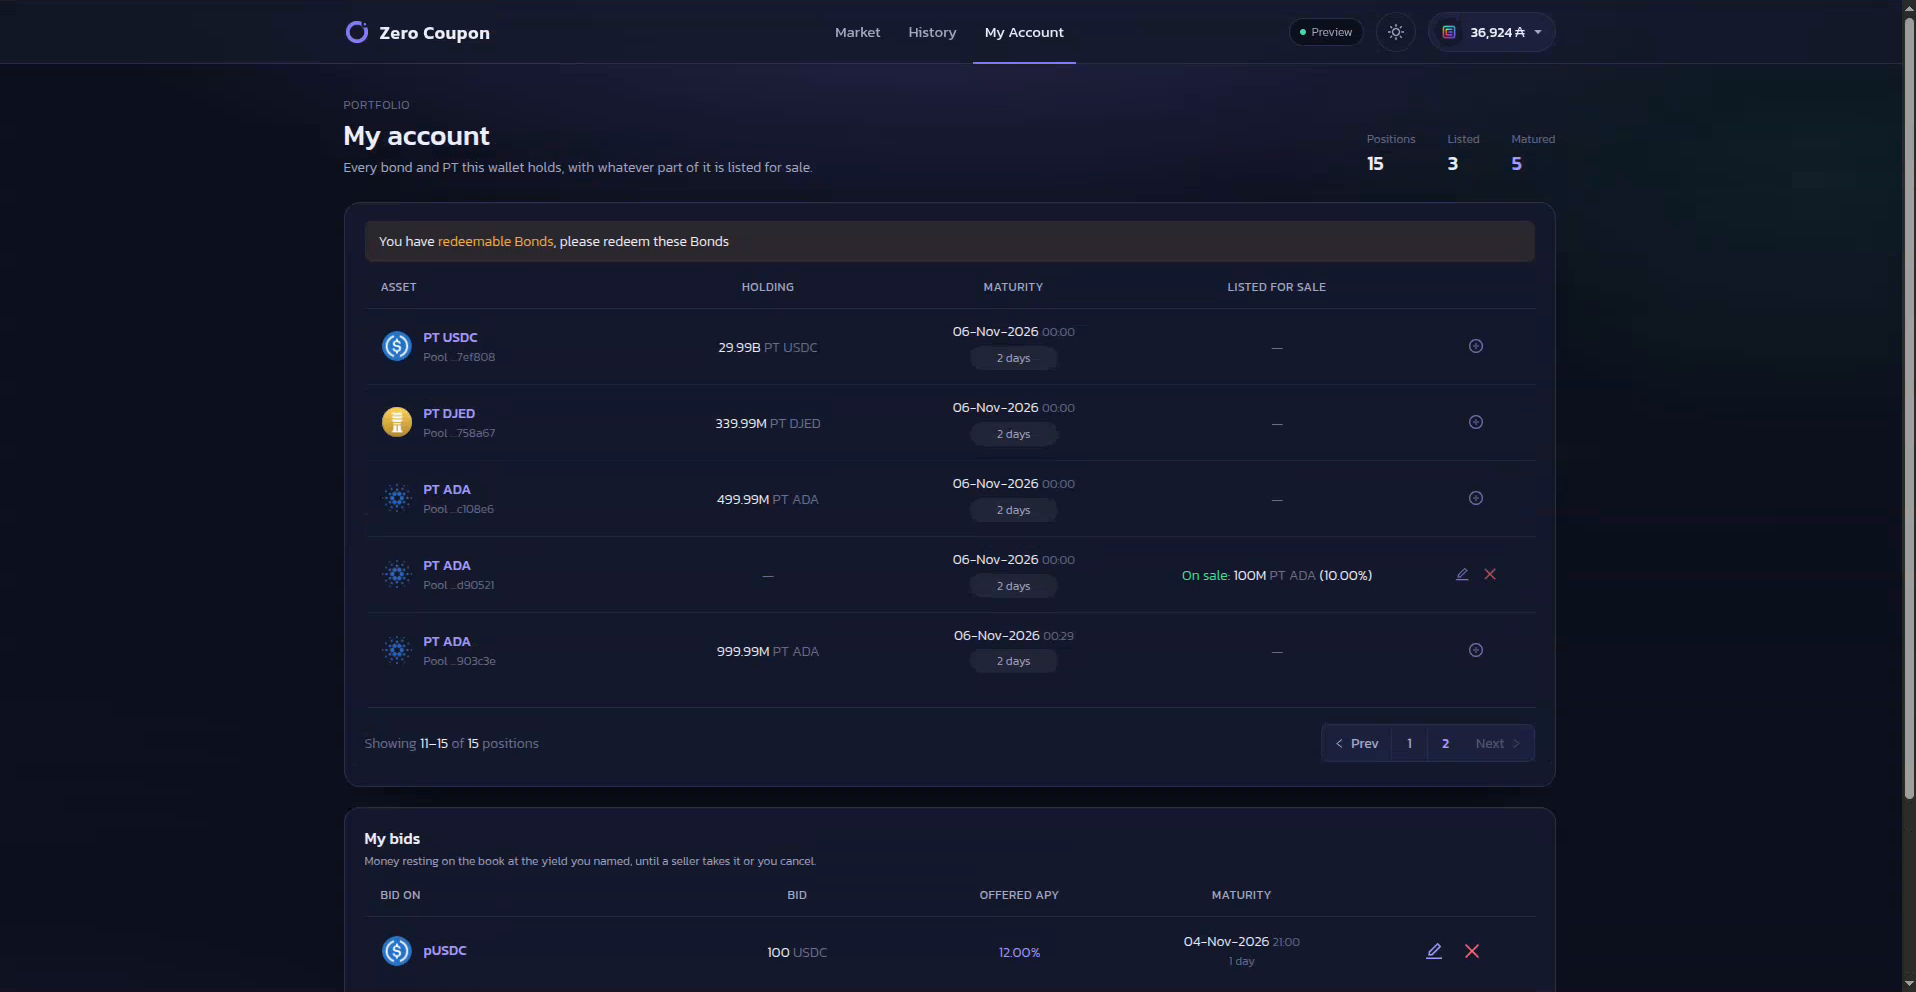 Zero Coupon
Market History My Account
Preview
36,924 ₳
PORTFOLIO
My account
Every bond and PT this wallet holds, with whatever part of it is listed for sale.
Positions Listed Matured
15 3 5
You have redeemable Bonds, please redeem these Bonds
ASSET HOLDING MATURITY LISTED FOR SALE
PT USDC
Pool ...7ef808
29.99B PT USDC
06-Nov-2026 00:00
2 days
—
PT DJED
Pool ...758a67
339.99M PT DJED
06-Nov-2026 00:00
2 days
—
PT ADA
Pool ...c108e6
499.99M PT ADA
06-Nov-2026 00:00
2 days
—
PT ADA
Pool ...d90521
—
06-Nov-2026 00:00
2 days
On sale: 100M PT ADA (10.00%)
PT ADA
Pool ...903c3e
999.99M PT ADA
06-Nov-2026 00:29
2 days
—
Showing 11–15 of 15 positions
< Prev 1 2 Next >
My bids
Money resting on the book at the yield you named, until a seller takes it or you cancel.
BID ON BID OFFERED APY MATURITY
pUSDC
100 USDC
12.00%
04-Nov-2026 21:00
1 day